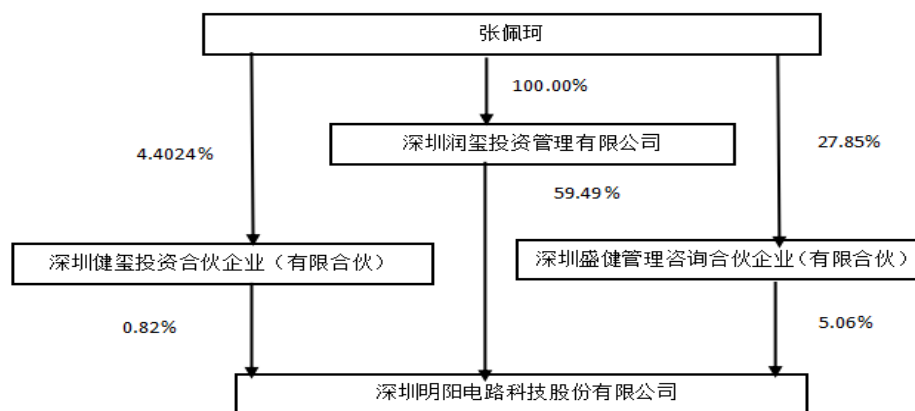 张佩珂
100.00%
深圳润玺投资管理有限公司
4.4024%
27.85%
59.49%
深圳健玺投资合伙企业（有限合伙）
深圳盛健管理咨询合伙企业（有限合伙）
0.82%
5.06%
深圳明阳电路科技股份有限公司